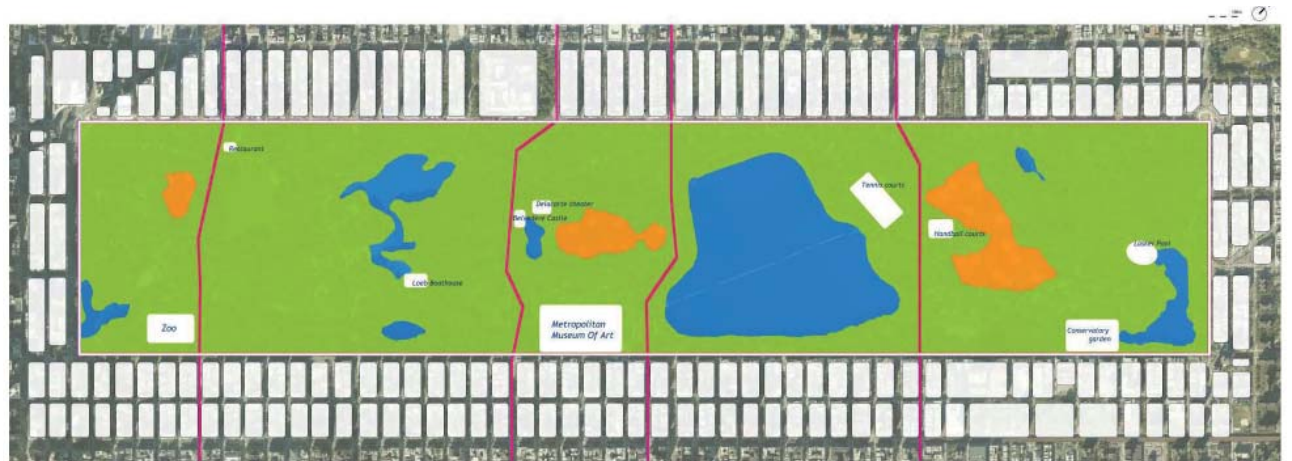 Restaurant
Tennis courts
Delacorte theater
Belvedere Castle
Handball courts
Lasker Pool
Loeb boathouse
Zoo
Metropolitan
Museum Of Art
Conservatory
garden